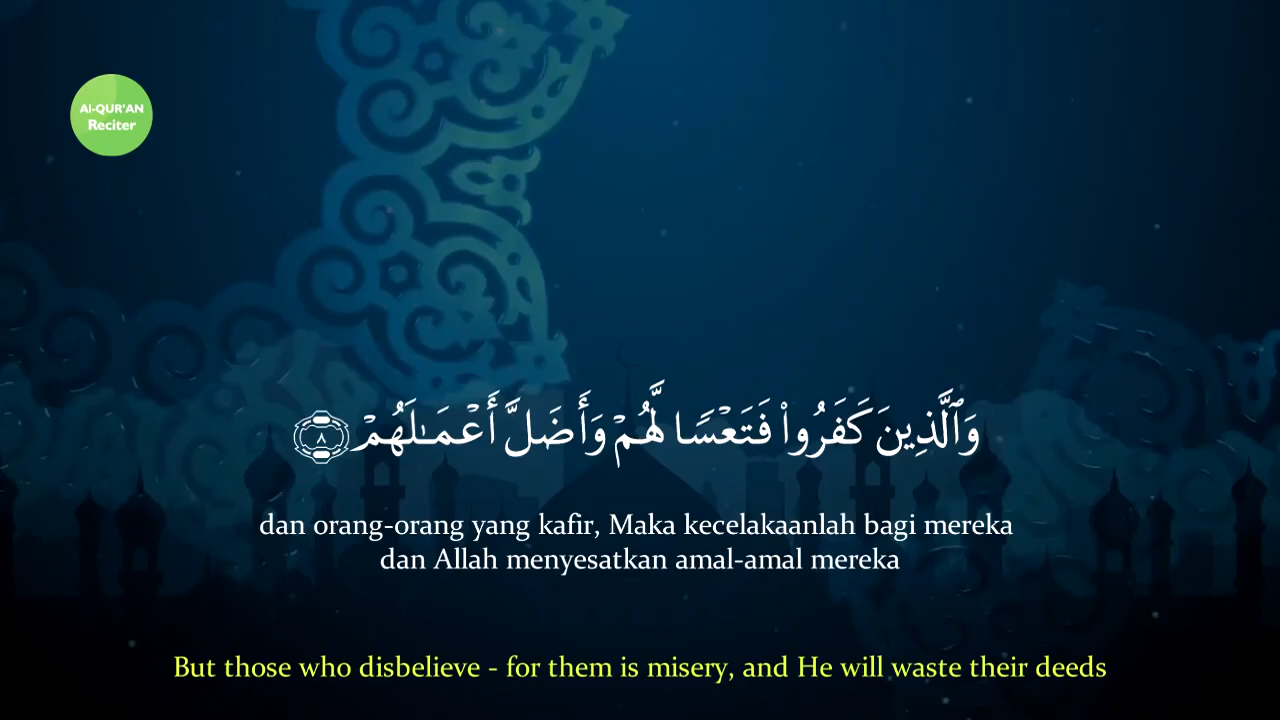 Al-QUR'AN
Reciter
وَٱلَّذِينَ كَفَرُوا۟ فَتَعْسًا لَّهُمْ وَأَضَلَّ أَعْمَـٰلَهُمْ ٨
dan orang-orang yang kafir, Maka kecelakaanlah bagi mereka
dan Allah menyesatkan amal-amal mereka
But those who disbelieve - for them is misery, and He will waste their deeds